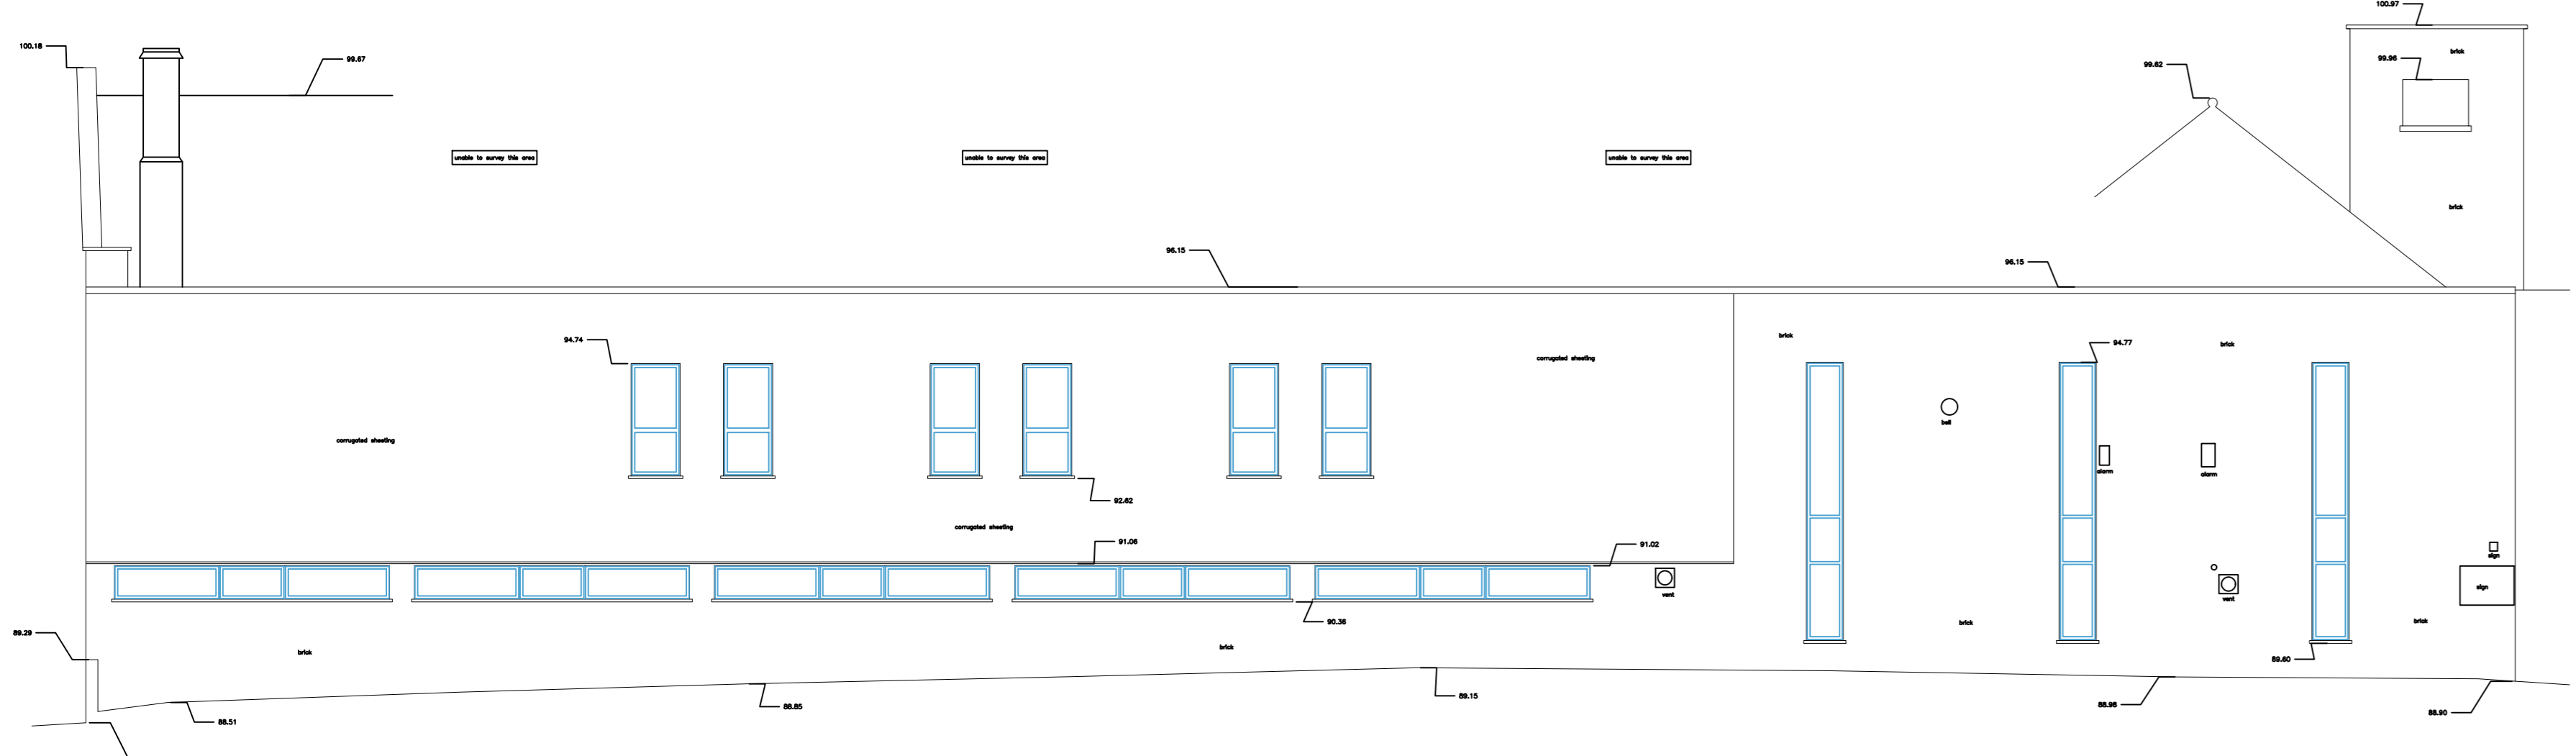 100.97
100.18
brick
99.67
99.96
99.62
unable to survey this area
unable to survey this area
unable to survey this area
brick
96.15
96.15
94.74
brick
94.77
brick
corrugated sheeting
bell
corrugated sheeting
alarm
alarm
92.62
corrugated sheeting
91.06
91.02
sign
sign
vent
vent
90.36
brick
brick
89.29
brick
brick
89.60
89.15
88.98
88.85
88.90
88.51